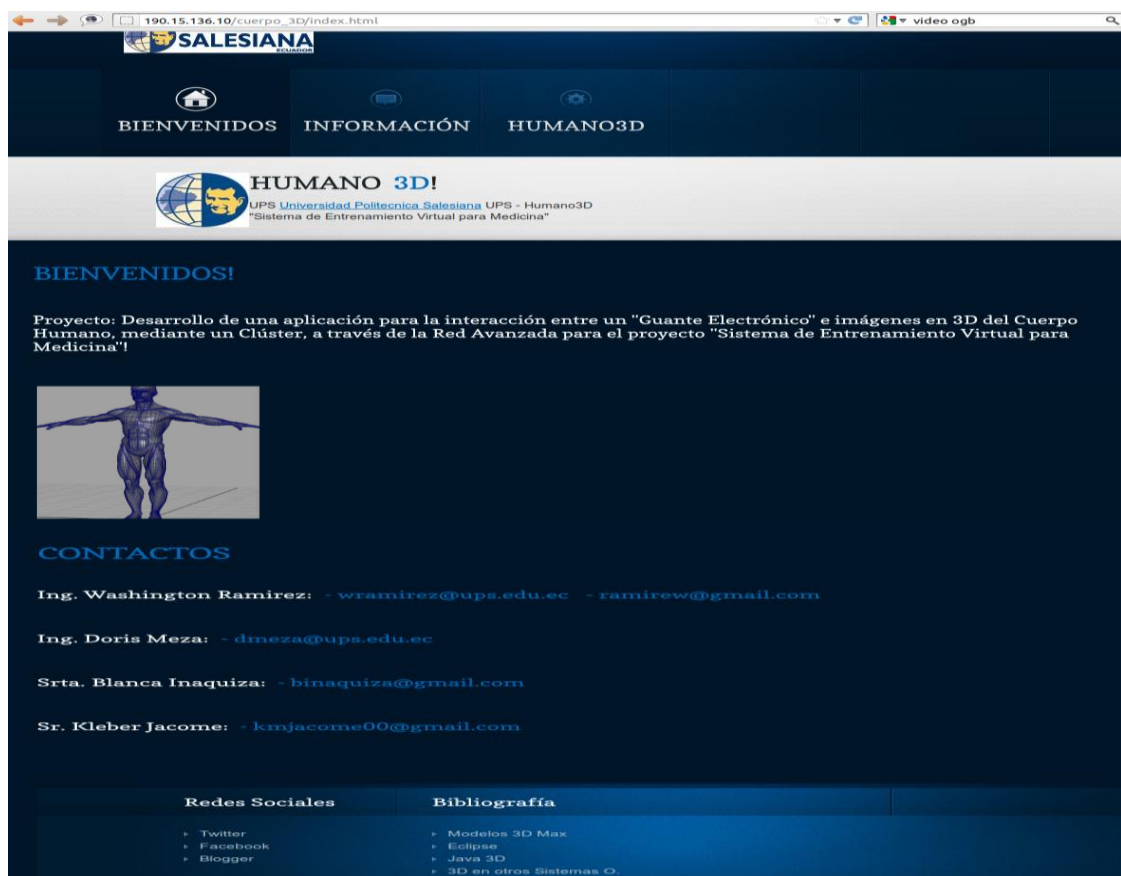 190.15.136.10/cuerpo_3D/index.html
video ogb
SALESIANA
ECUADOR
BIENVENIDOS INFORMACIÓN HUMANO3D
HUMANO 3D!
UPS Universidad Politecnica Salesiana UPS - Humano3D
"Sistema de Entrenamiento Virtual para Medicina"
BIENVENIDOS!
Proyecto: Desarrollo de una aplicación para la interacción entre un "Guante Electrónico" e imágenes en 3D del Cuerpo
Humano, mediante un Clúster, a través de la Red Avanzada para el proyecto "Sistema de Entrenamiento Virtual para
Medicina"!
CONTACTOS
Ing. Washington Ramirez: - wramirez@ups.edu.ec - ramirew@gmail.com
Ing. Doris Meza: - dmeza@ups.edu.ec
Srta. Blanca Inaquiza: - binaquiza@gmail.com
Sr. Kleber Jacome: - kmjacome00@gmail.com
Redes Sociales
Twitter
Facebook
Blogger
Bibliografía
Modelos 3D Max
Eclipse
Java 3D
3D en otros Sistemas O.